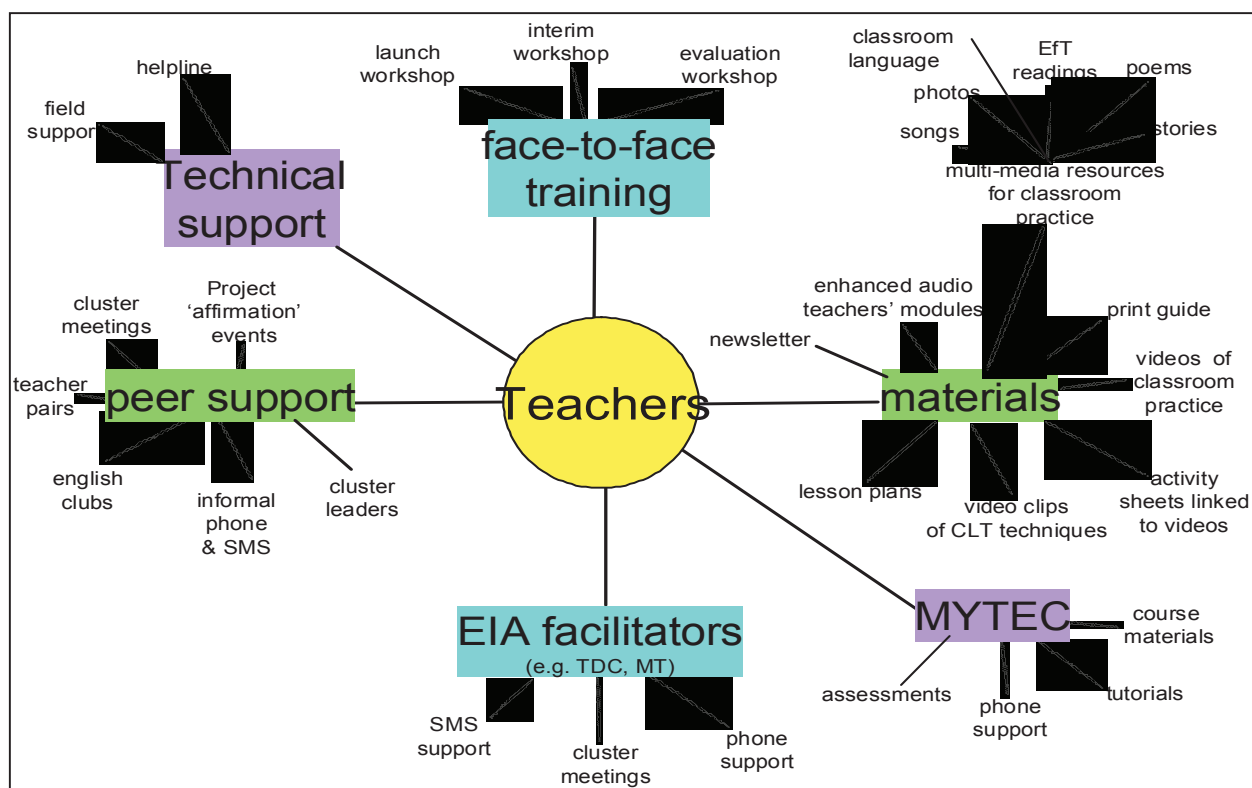 helpline
field
support
Technical
support
launch
workshop
interim
workshop
evaluation
workshop
face-to-face
training
classroom
language
EfT
readings
poems
photos
songs
stories
multi-media resources
for classroom
practice
cluster
meetings
Project
‘affirmation’
events
teacher
pairs
peer support
english
clubs
informal
phone
& SMS
cluster
leaders
Teachers
enhanced audio
teachers’ modules
newsletter
print guide
materials
videos of
classroom
practice
lesson plans
video clips
of CLT techniques
activity
sheets linked
to videos
EIA facilitators
(e.g. TDC, MT)
SMS
support
cluster
meetings
phone
support
MYTEC
course
materials
assessments
phone
support
tutorials